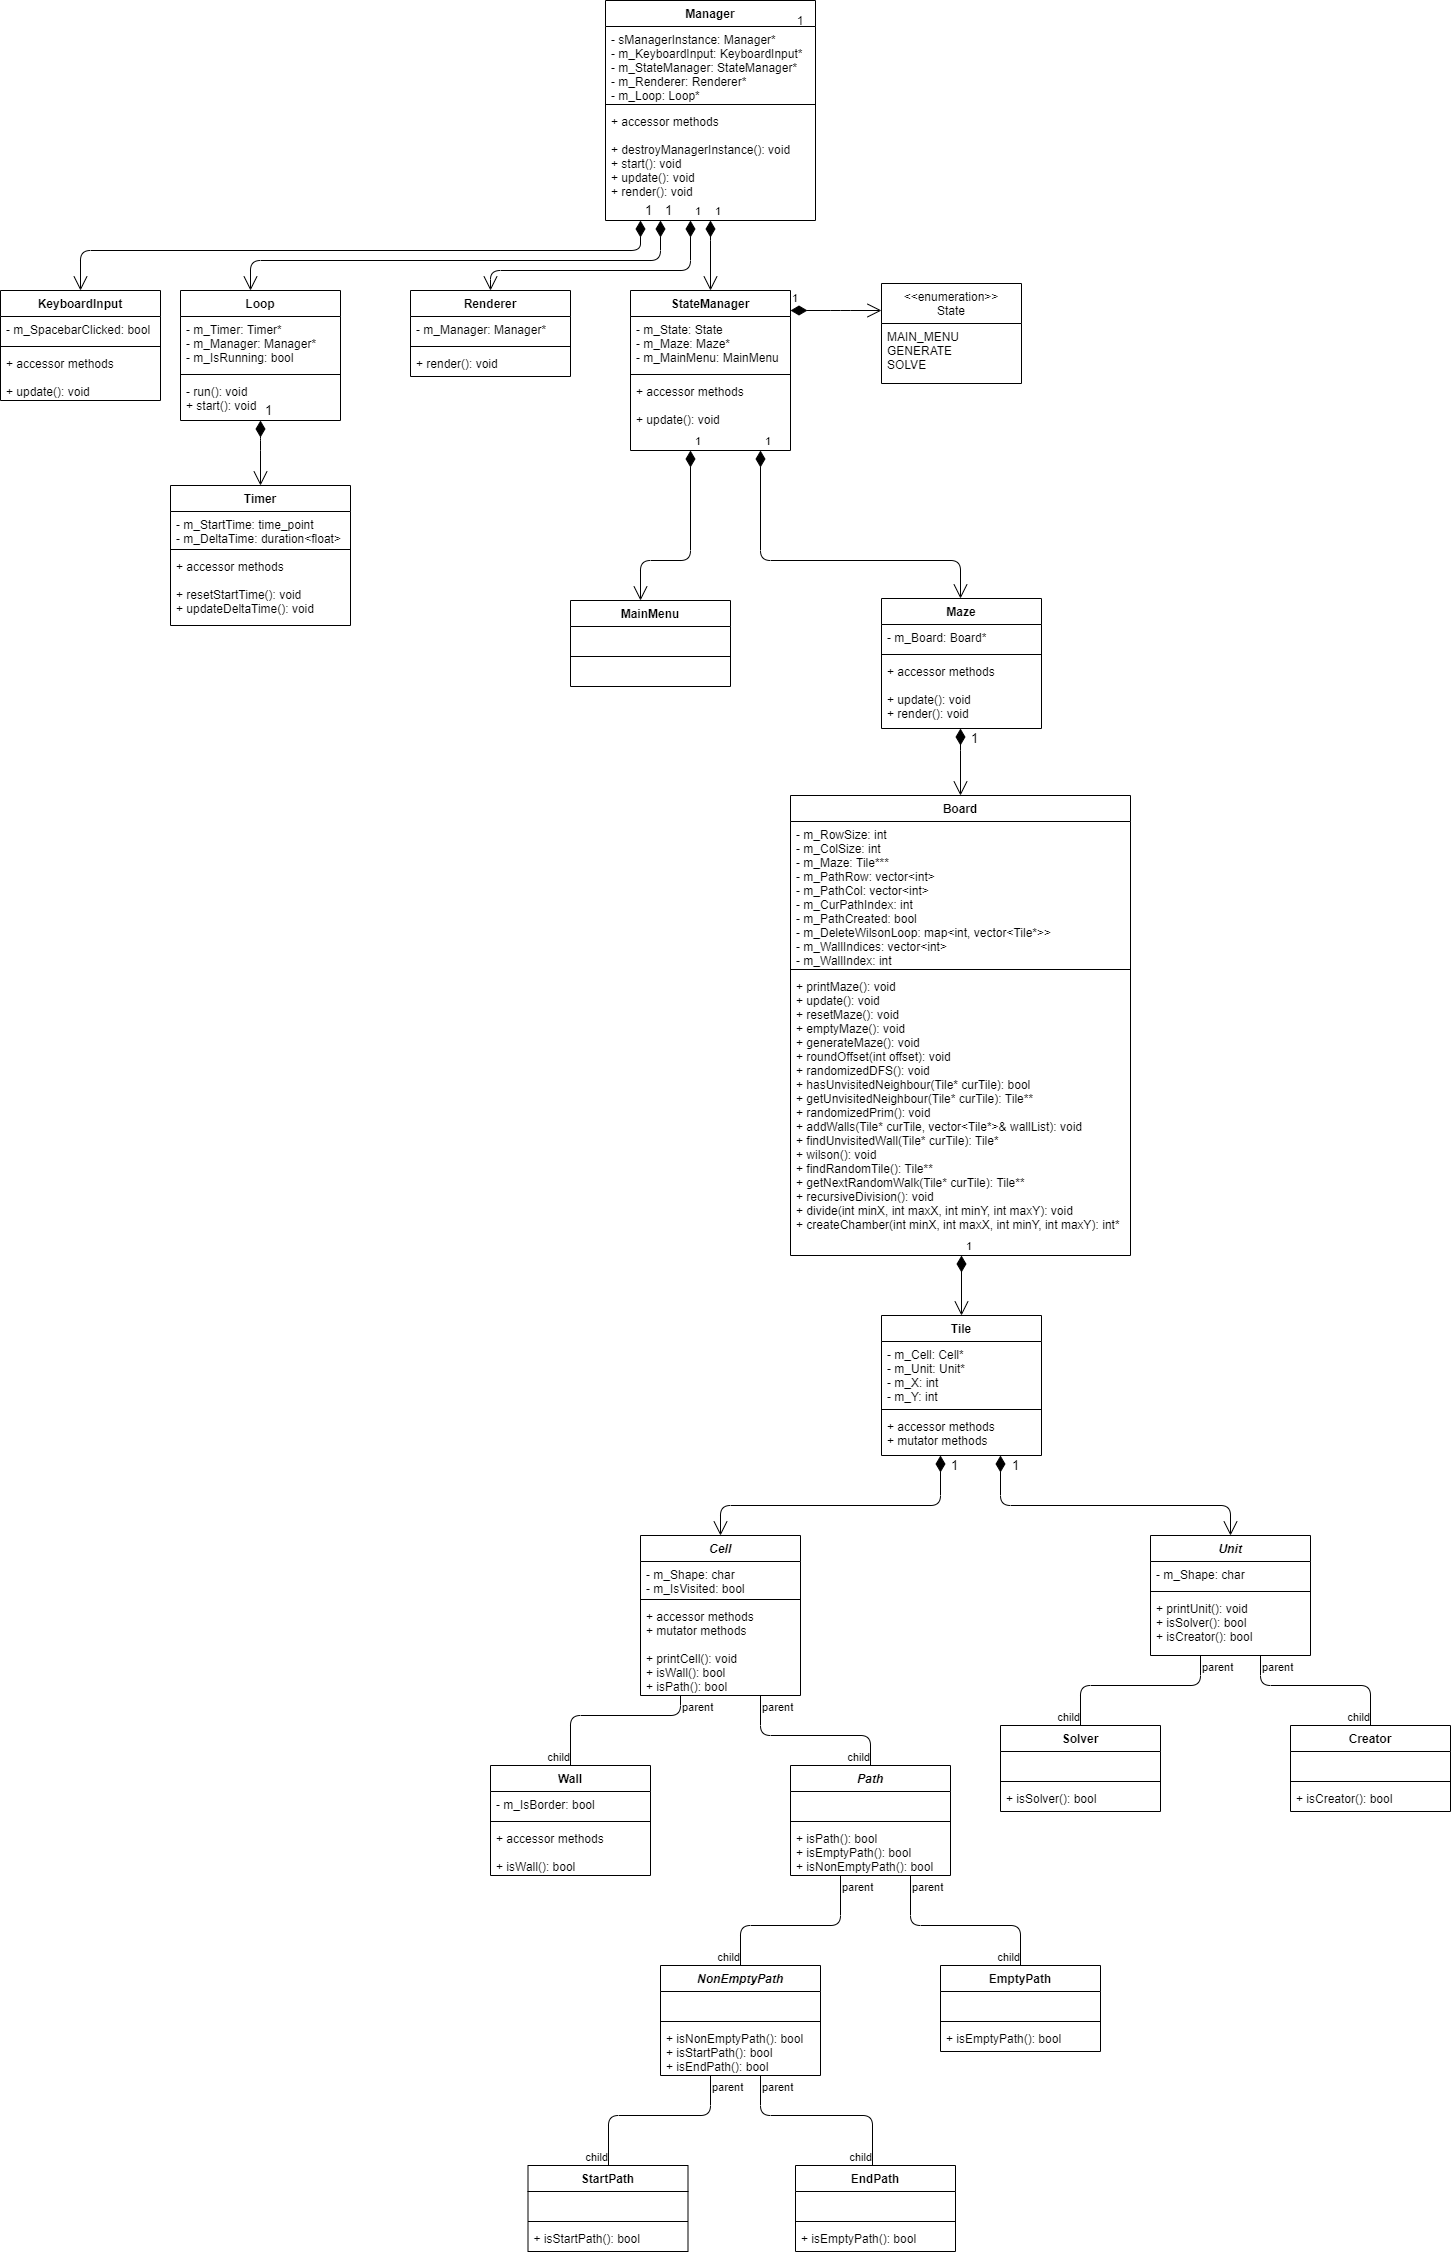 Manager
1
- sManagerInstance: Manager*
- m_KeyboardInput: KeyboardInput*
- m_StateManager: StateManager*
- m_Renderer: Renderer*
- m_Loop: Loop*
+ accessor methods
+ destroyManagerInstance(): void
+ start(): void
+ update(): void
+ render(): void
1
1
1
1
KeyboardInput
- m_SpacebarClicked: bool
+ accessor methods
+ update(): void
Loop
- m_Timer: Timer*
- m_Manager: Manager*
- m_IsRunning: bool
- run(): void
+ start(): void
1
Renderer
- m_Manager: Manager*
+ render(): void
StateManager
- m_State: State
- m_Maze: Maze*
- m_MainMenu: MainMenu
+ accessor methods
+ update(): void
1
1
1
<<enumeration>>
State
MAIN_MENU
GENERATE
SOLVE
Timer
- m_StartTime: time_point
- m_DeltaTime: duration<float>
+ accessor methods
+ resetStartTime(): void
+ updateDeltaTime(): void
MainMenu
Maze
- m_Board: Board*
+ accessor methods
+ update(): void
+ render(): void
1
Board
- m_RowSize: int
- m_ColSize: int
- m_Maze: Tile***
- m_PathRow: vector<int>
- m_PathCol: vector<int>
- m_CurPathIndex: int
- m_PathCreated: bool
- m_DeleteWilsonLoop: map<int, vector<Tile*>>
- m_WallIndices: vector<int>
- m_WallIndex: int
+ printMaze(): void
+ update(): void
+ resetMaze(): void
+ emptyMaze(): void
+ generateMaze(): void
+ roundOffset(int offset): void
+ randomizedDFS(): void
+ hasUnvisitedNeighbour(Tile* curTile): bool
+ getUnvisitedNeighbour(Tile* curTile): Tile**
+ randomizedPrim(): void
+ addWalls(Tile* curTile, vector<Tile*>& wallList): void
+ findUnvisitedWall(Tile* curTile): Tile*
+ wilson(): void
+ findRandomTile(): Tile**
+ getNextRandomWalk(Tile* curTile): Tile**
+ recursiveDivision(): void
+ divide(int minX, int maxX, int minY, int maxY): void
+ createChamber(int minX, int maxX, int minY, int maxY): int*
1
Tile
- m_Cell: Cell*
- m_Unit: Unit*
- m_X: int
- m_Y: int
+ accessor methods
+ mutator methods
1
1
Cell
- m_Shape: char
- m_IsVisited: bool
+ accessor methods
+ mutator methods
+ printCell(): void
+ isWall(): bool
+ isPath(): bool
parent
parent
Unit
- m_Shape: char
+ printUnit(): void
+ isSolver(): bool
+ isCreator(): bool
parent
parent
child
Solver
+ isSolver(): bool
child
Creator
+ isCreator(): bool
child
Wall
- m_IsBorder: bool
+ accessor methods
+ isWall(): bool
child
Path
+ isPath(): bool
+ isEmptyPath(): bool
+ isNonEmptyPath(): bool
parent
parent
child
NonEmptyPath
+ isNonEmptyPath(): bool
+ isStartPath(): bool
+ isEndPath(): bool
parent
parent
child
EmptyPath
+ isEmptyPath(): bool
child
StartPath
+ isStartPath(): bool
child
EndPath
+ isEmptyPath(): bool